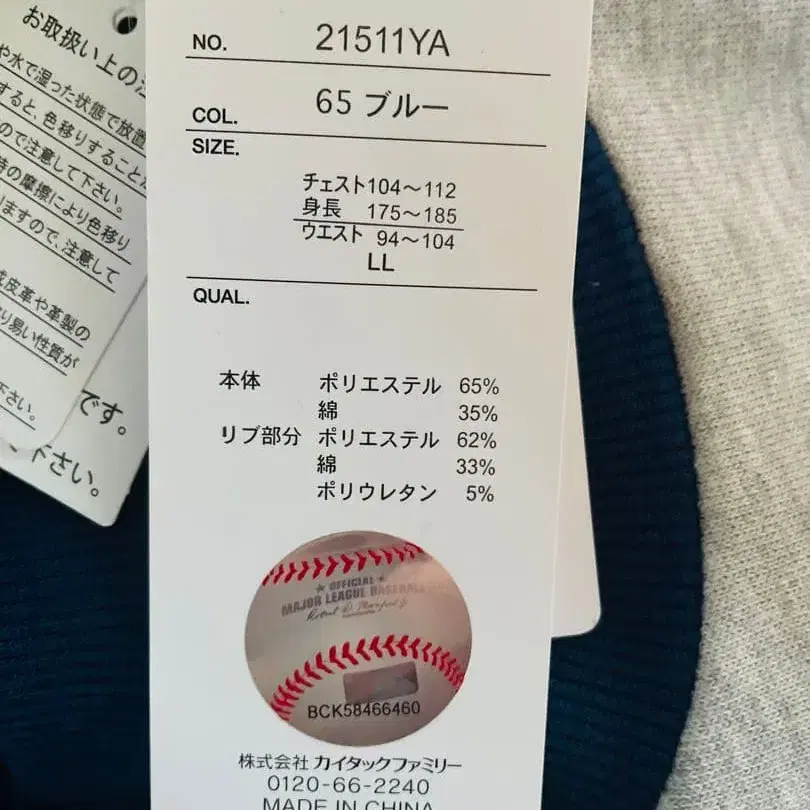 お取扱い上の注
や水で湿った状態で放置
すると、色移りすることか
ので注意して下さい。
時の摩擦により色移り
りますので、注意して
成皮革や革製の
り易い性質が
下さい。
です。
下さい。
NO. 21511YA
COL. 65 ブルー
SIZE.
チェスト104～112
身長 175～185
ウエスト 94～104
LL
QUAL.
本体 ポリエステル 65%
綿 35%
リブ部分 ポリエステル 62%
綿 33%
ポリウレタン 5%
OFFICIAL
MAJOR LEAGUE BASEBALL
BCK58466460
株式会社 カイタックファミリー
0120-66-2240
MADE IN CHINA